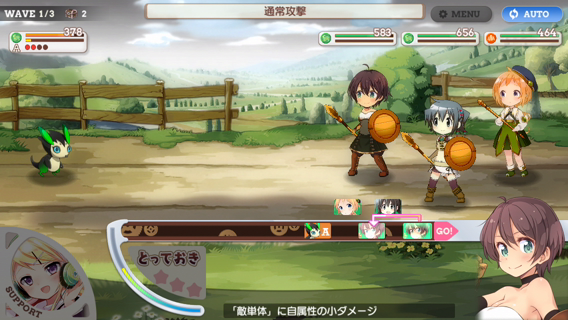 WAVE 1/3 2
通常攻撃
MENU
AUTO
378
A
583
656
464
A
GO!
とっておき
SUPPORT
「敵単体」に自属性の小ダメージ